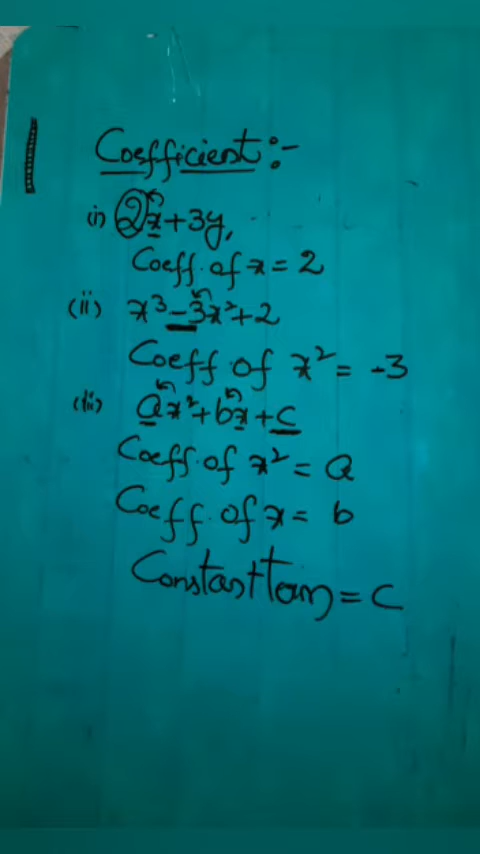 Coefficient :-
(i) 2x+3y,
Coeff. of x = 2
(ii) x³-3x²+2
Coeff of x² = -3
(iii) ax²+bx+c
Coeff. of x² = a
Coeff. of x = b
Constant term = c